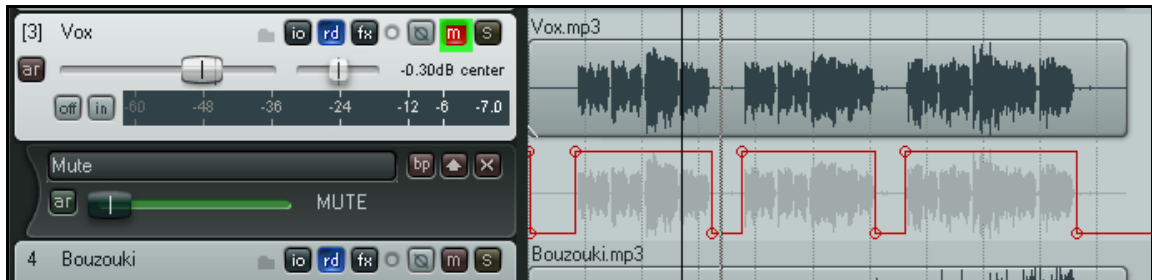 [3] Vox io rd fx m S
Vox.mp3
ar -0.30dB center
off in -60 -48 -36 -24 -12 -6 -7.0
Mute bp
ar MUTE
4 Bouzouki io rd fx m S
Bouzouki.mp3